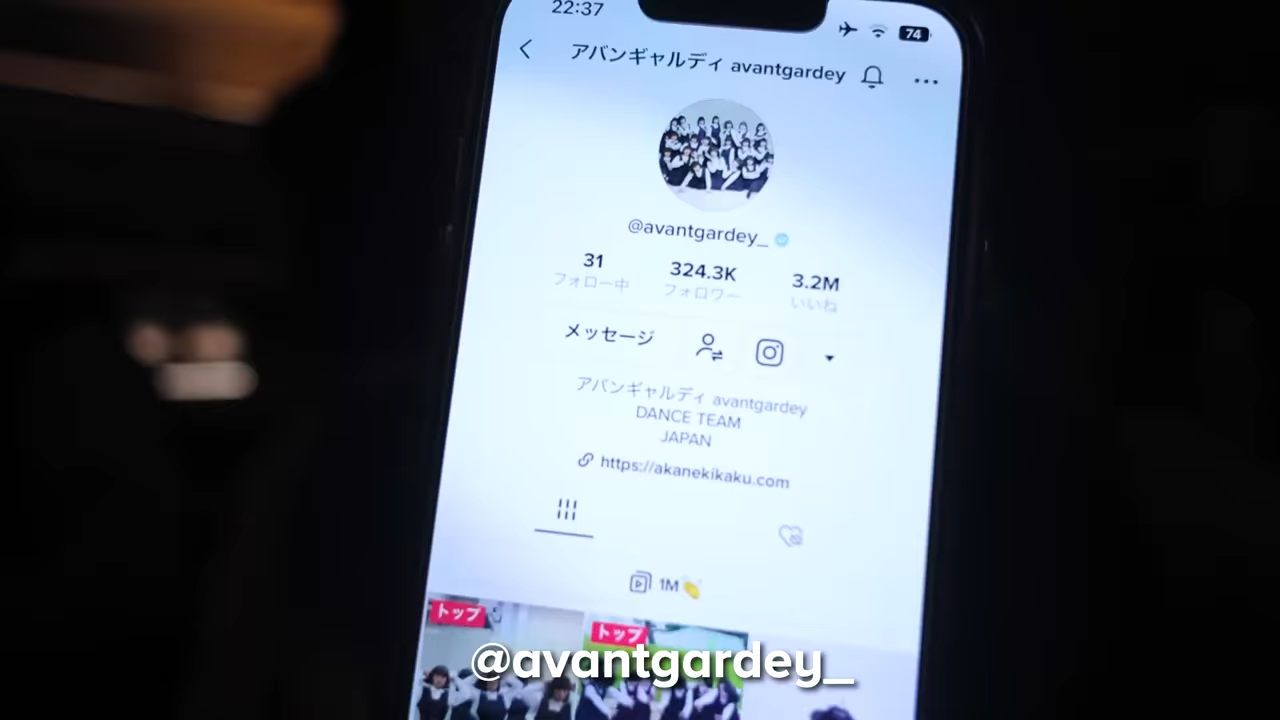 22:37
74
アバンギャルディ avantgardey
@avantgardey_
31
324.3K
3.2M
フォロー中
フォロワー
いいね
メッセージ
アバンギャルディ avantgardey
DANCE TEAM
JAPAN
https://akanekikaku.com
1M👏
トップ
トップ
@avantgardey_